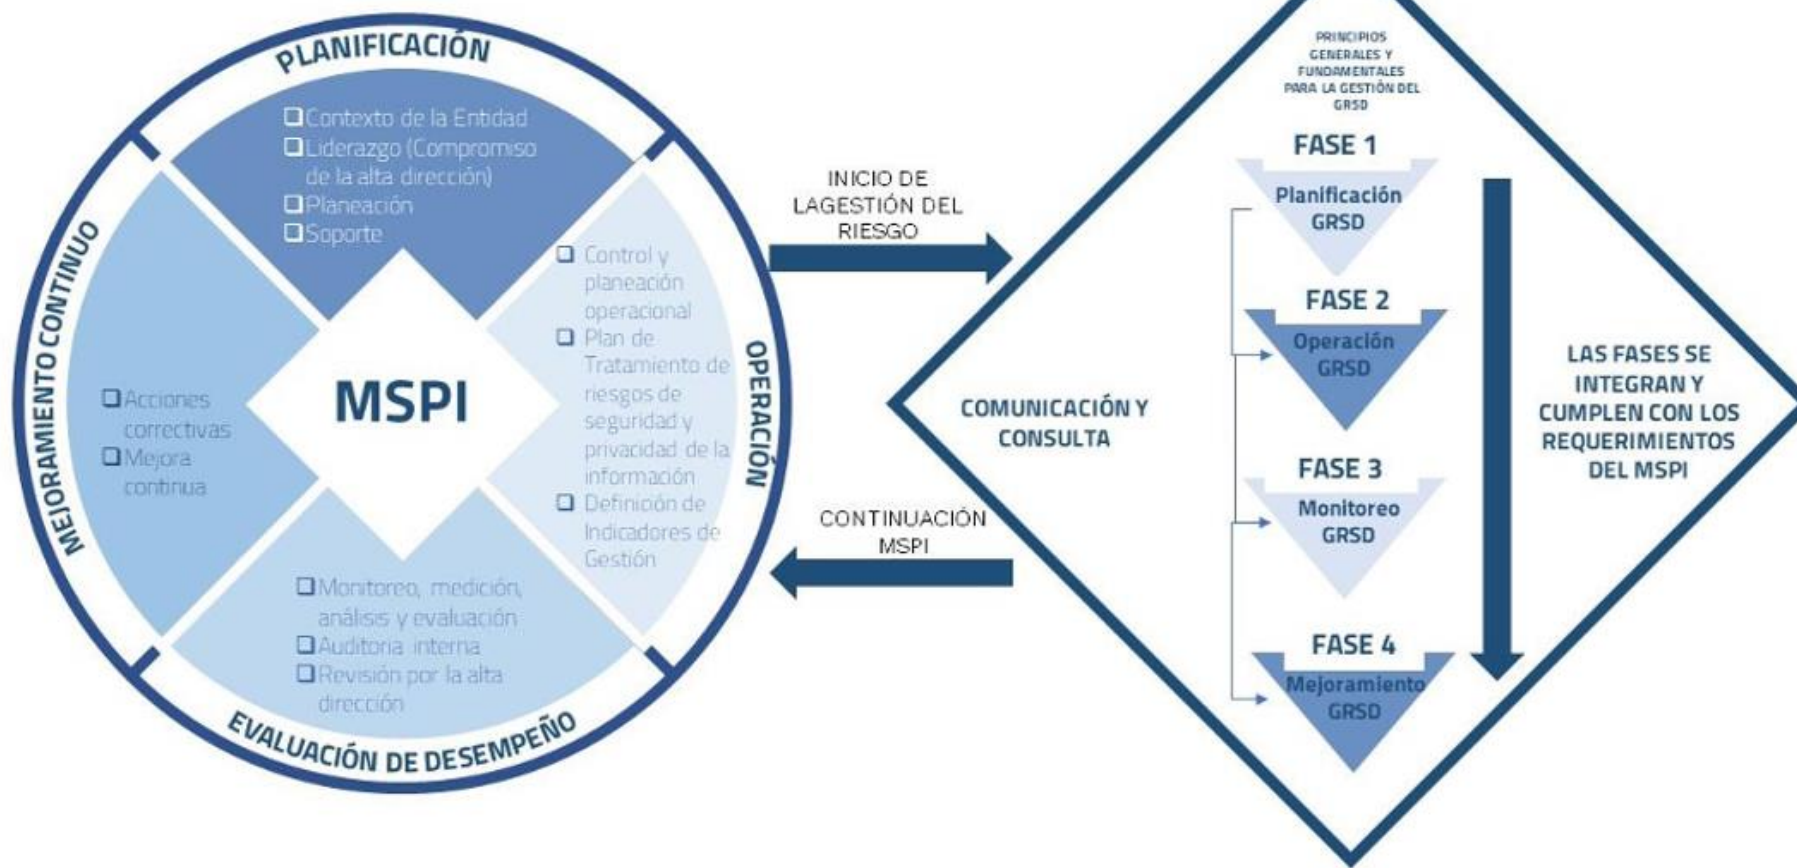 PLANIFICACIÓN
Contexto de la Entidad
Liderazgo (Compromiso
de la alta dirección)
Planeación
Soporte
MEJORAMIENTO CONTINUO
Acciones
correctivas
Mejora
continua
MSPI
Control y
planeación
operacional
Plan de
Tratamiento de
riesgos de
seguridad y
privacidad de la
información
Definición de
Indicadores de
Gestión
OPERACIÓN
Monitoreo, medición,
análisis y evaluación
Auditoria interna
Revisión por la alta
dirección
EVALUACIÓN DE DESEMPEÑO
INICIO DE
LAGESTIÓN DEL
RIESGO
CONTINUACIÓN
MSPI
PRINCIPIOS
GENERALES Y
FUNDAMENTALES
PARA LA GESTIÓN DEL
GRSD
FASE 1
Planificación
GRSD
FASE 2
Operación
GRSD
COMUNICACIÓN Y
CONSULTA
FASE 3
Monitoreo
GRSD
FASE 4
Mejoramiento
GRSD
LAS FASES SE
INTEGRAN Y
CUMPLEN CON LOS
REQUERIMIENTOS
DEL MSPI